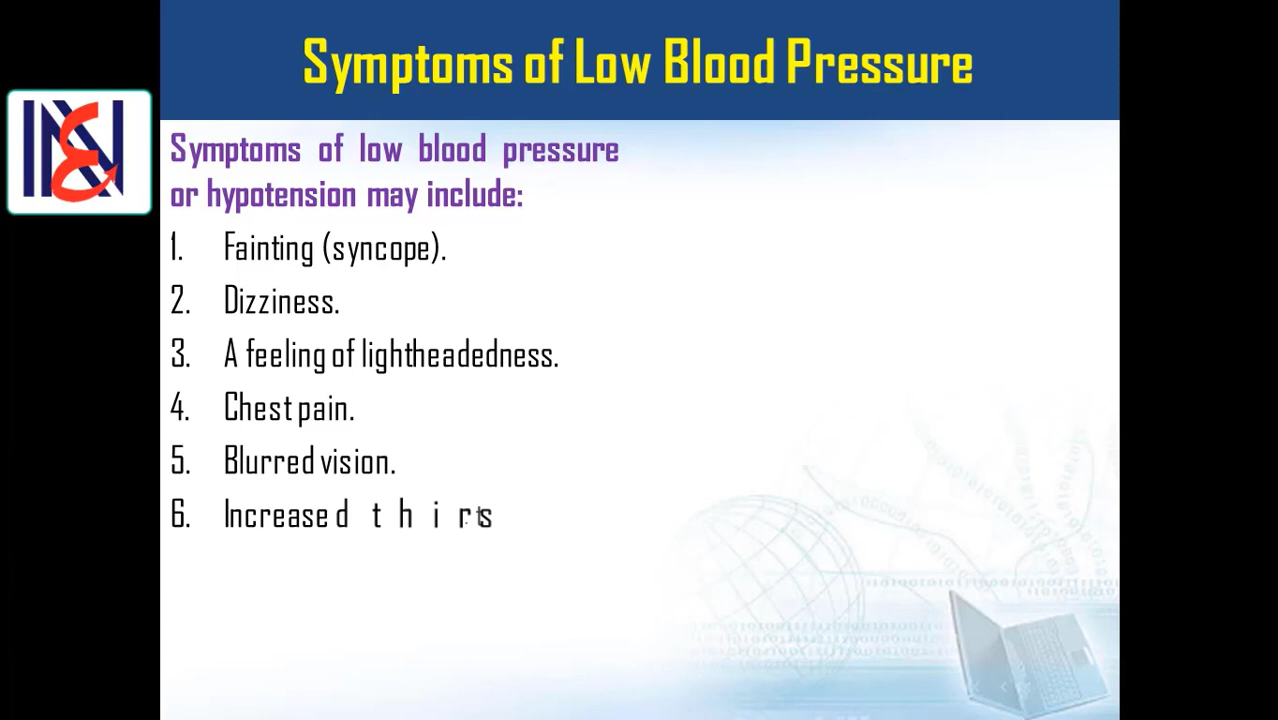 Symptoms of Low Blood Pressure
Symptoms of low blood pressure
or hypotension may include:
1. Fainting (syncope).
2. Dizziness.
3. A feeling of lightheadedness.
4. Chest pain.
5. Blurred vision.
6. Increased